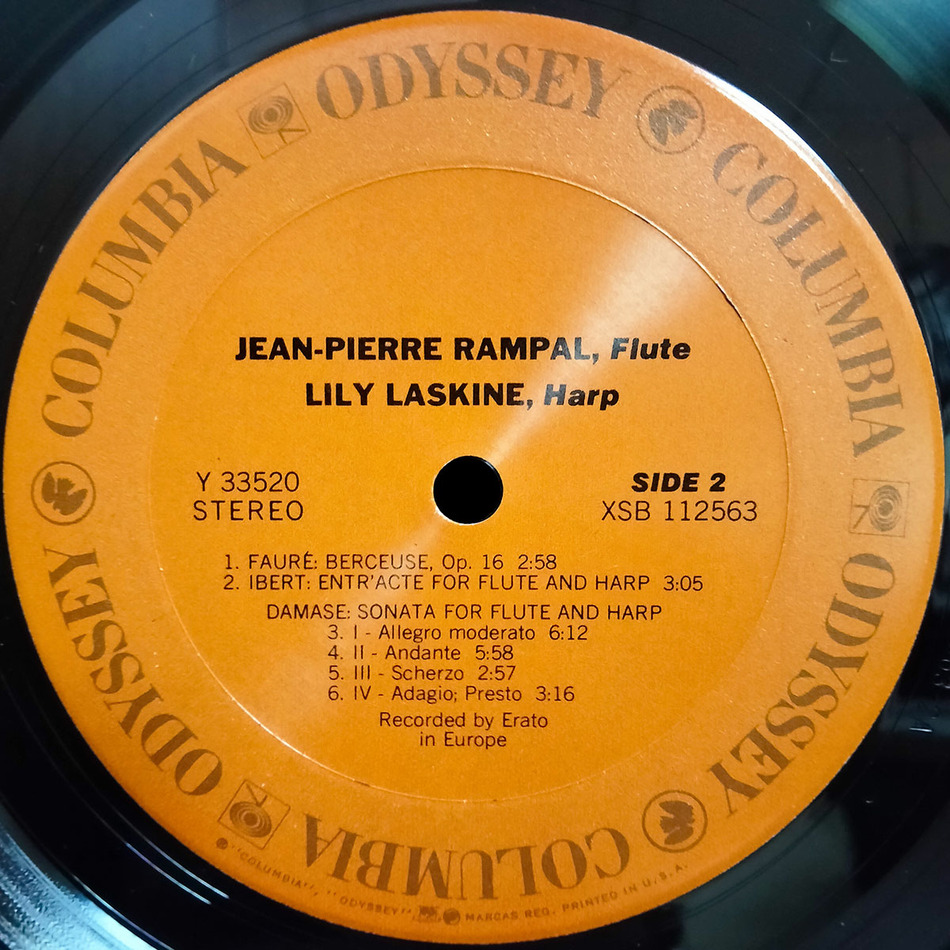 COLUMBIA ODYSSEY COLUMBIA ODYSSEY COLUMBIA ODYSSEY
JEAN-PIERRE RAMPAL, Flute
LILY LASKINE, Harp
Y 33520
STEREO
SIDE 2
XSB 112563
1. FAURÉ: BERCEUSE, Op. 16 2:58
2. IBERT: ENTR'ACTE FOR FLUTE AND HARP 3:05
DAMASE: SONATA FOR FLUTE AND HARP
3. I - Allegro moderato 6:12
4. II - Andante 5:58
5. III - Scherzo 2:57
6. IV - Adagio; Presto 3:16
Recorded by Erato
in Europe
"COLUMBIA", "ODYSSEY" MARCAS REG. PRINTED IN U.S.A.